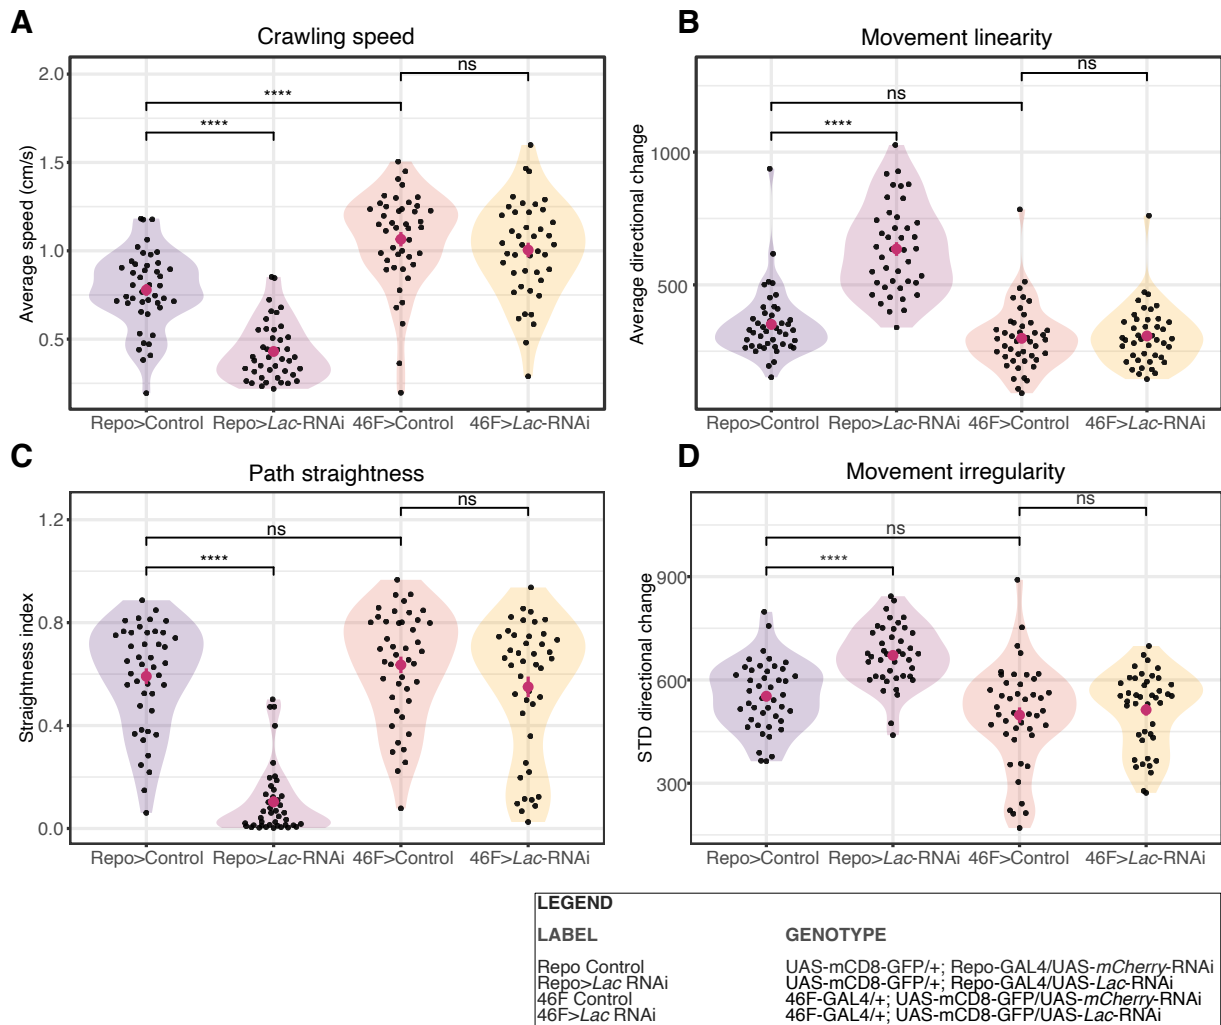 A
Crawling speed
Average speed (cm/s)
2.0
1.5
1.0
0.5
****
****
ns
Repo>Control
Repo>Lac-RNAi
46F>Control
46F>Lac-RNAi
B
Movement linearity
Average directional change
1000
500
ns
****
ns
Repo>Control
Repo>Lac-RNAi
46F>Control
46F>Lac-RNAi
C
Path straightness
Straightness index
1.2
0.8
0.4
0.0
ns
****
ns
Repo>Control
Repo>Lac-RNAi
46F>Control
46F>Lac-RNAi
D
Movement irregularity
STD directional change
900
600
300
ns
****
ns
Repo>Control
Repo>Lac-RNAi
46F>Control
46F>Lac-RNAi
LEGEND
LABEL GENOTYPE
Repo Control UAS-mCD8-GFP/+; Repo-GAL4/UAS-mCherry-RNAi
Repo>Lac RNAi UAS-mCD8-GFP/+; Repo-GAL4/UAS-Lac-RNAi
46F Control 46F-GAL4/+; UAS-mCD8-GFP/UAS-mCherry-RNAi
46F>Lac RNAi 46F-GAL4/+; UAS-mCD8-GFP/UAS-Lac-RNAi